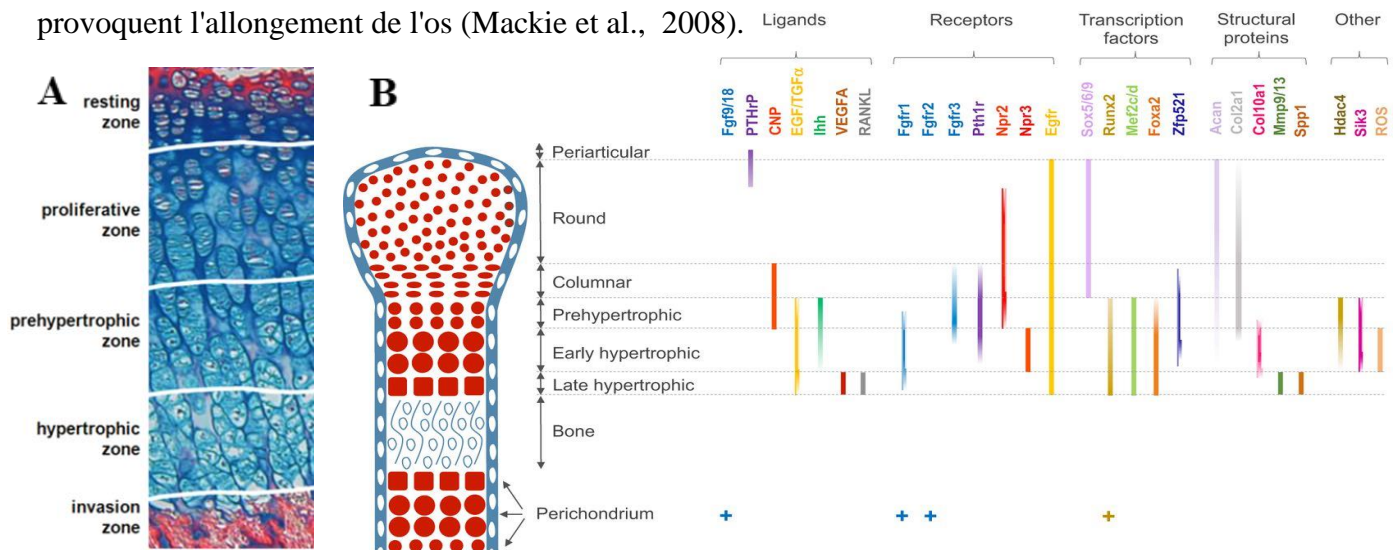 provoquent l'allongement de l'os (Mackie et al., 2008).
A
resting
zone
proliferative
zone
prehypertrophic
zone
hypertrophic
zone
invasion
zone
B
Ligands
Receptors
Transcription
factors
Structural
proteins
Other
Fgf9/18
PTHrP
CNP
EGF/TGFα
Ihh
VEGFA
RANKL
Fgfr1
Fgfr2
Fgfr3
Pth1r
Npr2
Npr3
Egfr
Sox5/6/9
Runx2
Mef2c/d
Foxa2
Zfp521
Acan
Col2a1
Col10a1
Mmp9/13
Spp1
Hdac4
Sik3
ROS
Periarticular
Round
Columnar
Prehypertrophic
Early hypertrophic
Late hypertrophic
Bone
Perichondrium
+ + + +